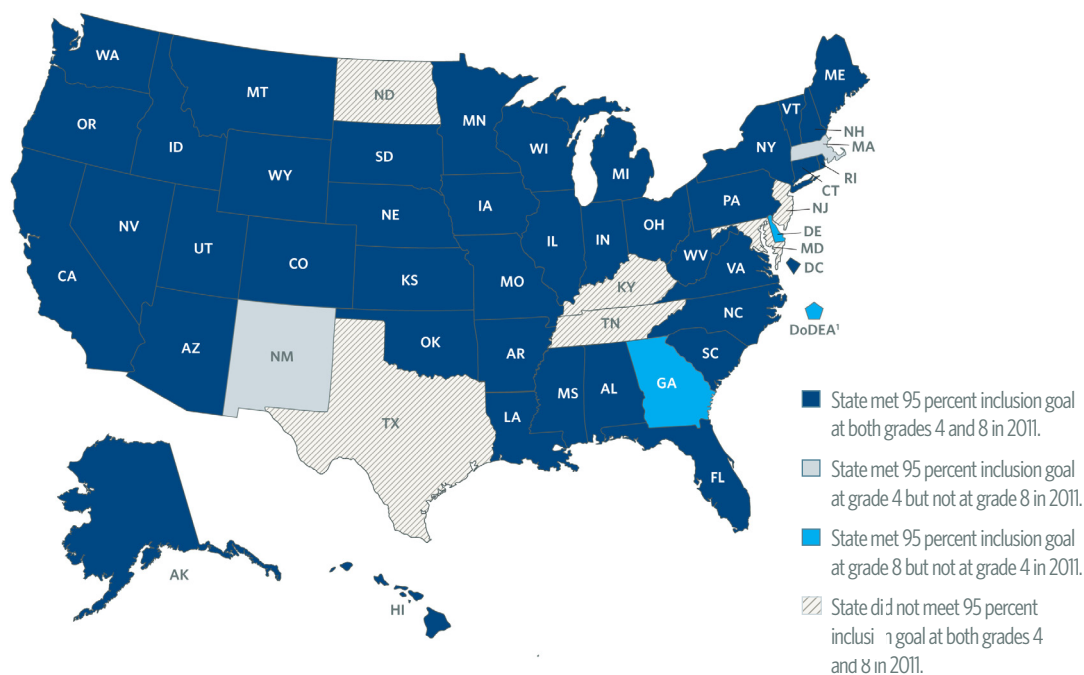 WA
MT
ND
MN
ME
VT
NH
MA
OR
ID
SD
WI
NY
MI
RI
CT
WY
IA
PA
NJ
NE
OH
DE
NV
UT
IL
IN
MD
CO
WV
VA
DC
CA
KS
MO
KY
NC
DoDEA¹
TN
AZ
NM
OK
AR
SC
MS
AL
GA
TX
LA
FL
AK
HI
State met 95 percent inclusion goal
at both grades 4 and 8 in 2011.
State met 95 percent inclusion goal
at grade 4 but not at grade 8 in 2011.
State met 95 percent inclusion goal
at grade 8 but not at grade 4 in 2011.
State did not meet 95 percent
goal at both grades 4
and 8 in 2011.